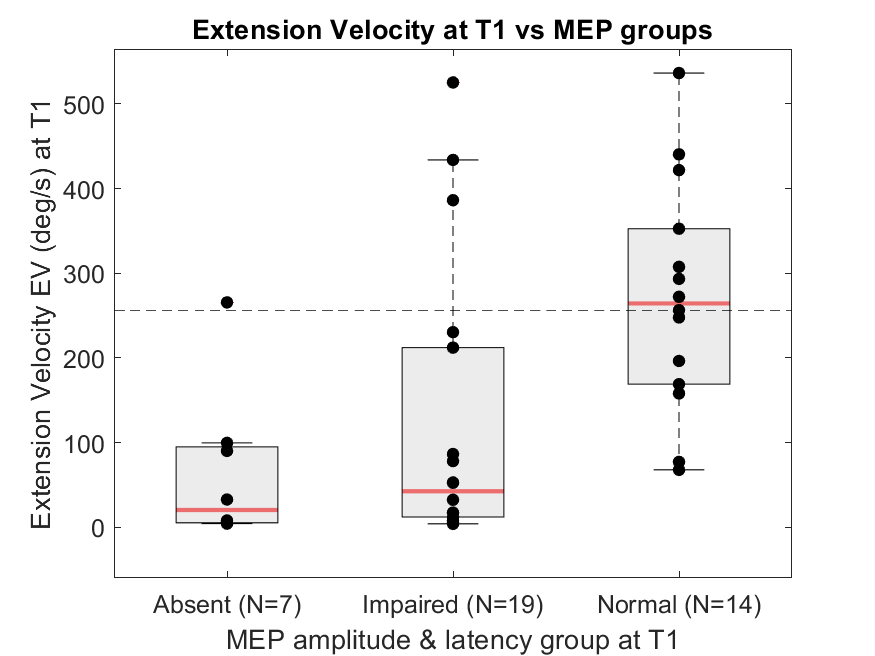 Extension Velocity at T1 vs MEP groups
Extension Velocity EV (deg/s) at T1
500
400
300
200
100
0
Absent (N=7) Impaired (N=19) Normal (N=14)
MEP amplitude & latency group at T1